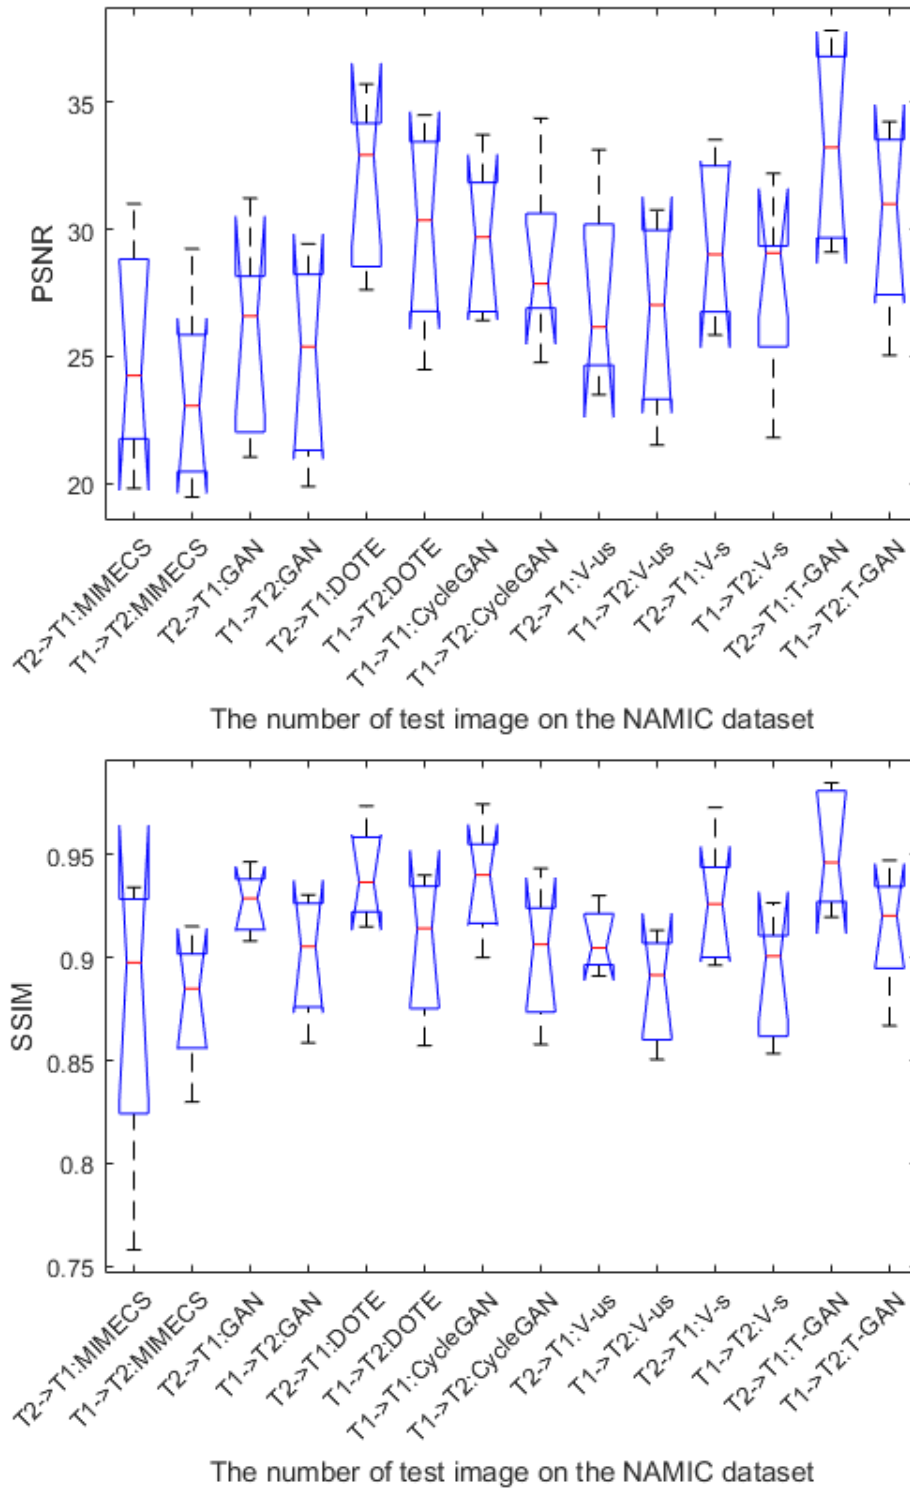 PSNR
35
30
25
20
T2->T1:MIMECS
T1->T2:MIMECS
T2->T1:GAN
T1->T2:GAN
T2->T1:DOTE
T1->T2:DOTE
T1->T1:CycleGAN
T1->T2:CycleGAN
T2->T1:V-us
T1->T2:V-us
T2->T1:V-s
T1->T2:V-s
T2->T1:T-GAN
T1->T2:T-GAN
The number of test image on the NAMIC dataset
SSIM
0.95
0.9
0.85
0.8
0.75
T2->T1:MIMECS
T1->T2:MIMECS
T2->T1:GAN
T1->T2:GAN
T2->T1:DOTE
T1->T2:DOTE
T1->T1:CycleGAN
T1->T2:CycleGAN
T2->T1:V-us
T1->T2:V-us
T2->T1:V-s
T1->T2:V-s
T2->T1:T-GAN
T1->T2:T-GAN
The number of test image on the NAMIC dataset